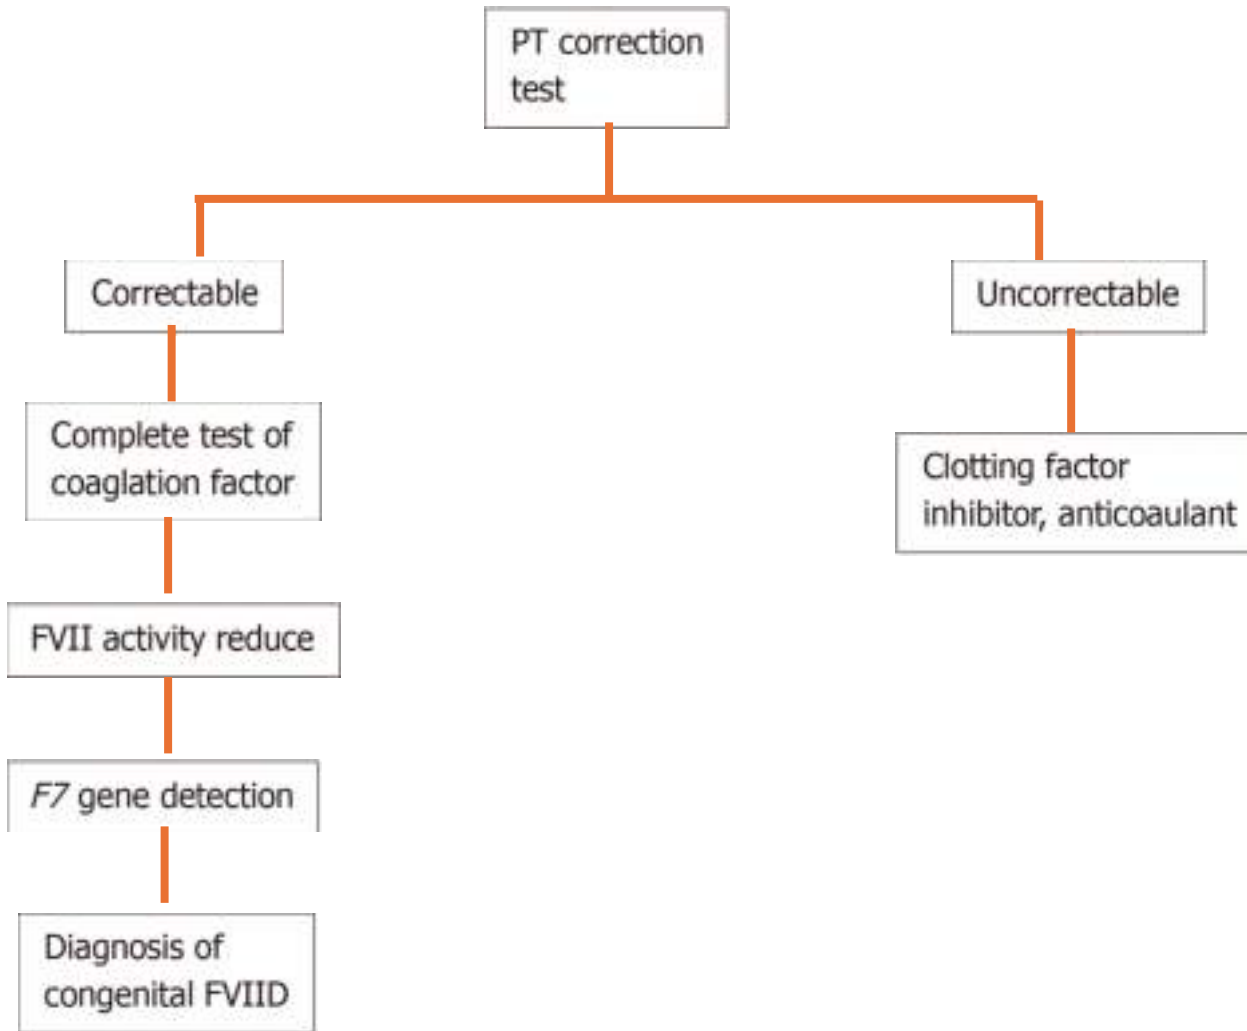 PT correction
test
Correctable
Uncorrectable
Complete test of
coaglation factor
Clotting factor
inhibitor, anticoaulant
FVII activity reduce
F7 gene detection
Diagnosis of
congenital FVIID